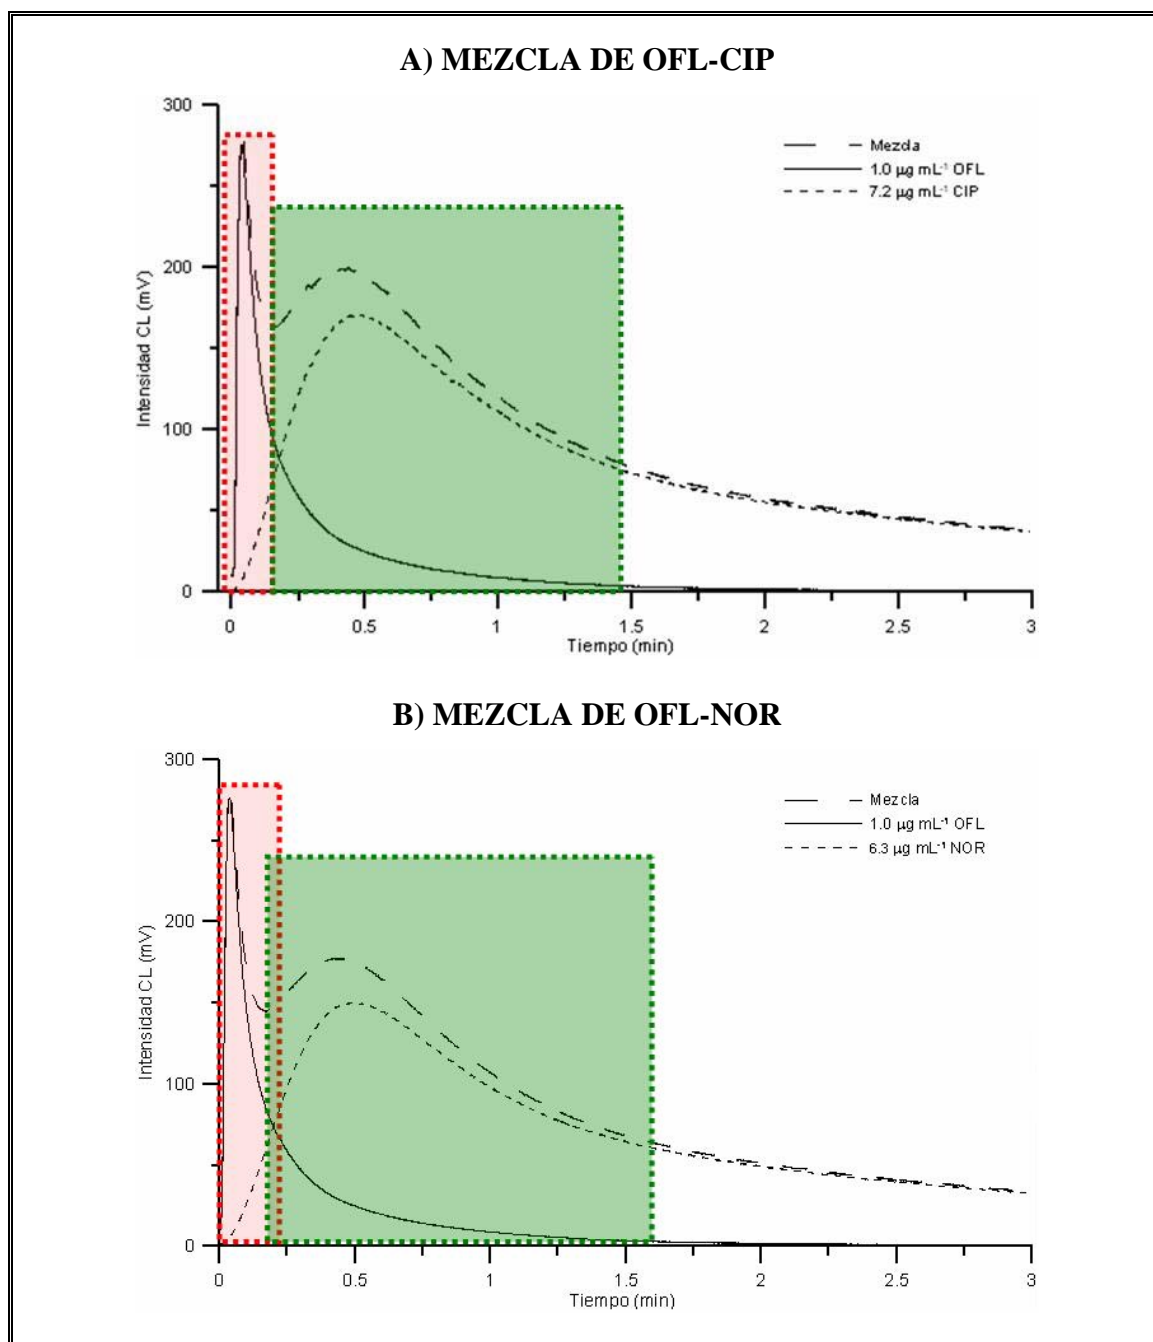 A) MEZCLA DE OFL-CIP
300
200
100
0
Intensidad CL (mV)
Mezcla
1.0 µg mL⁻¹ OFL
7.2 µg mL⁻¹ CIP
0 0.5 1 1.5 2 2.5 3
Tiempo (min)
B) MEZCLA DE OFL-NOR
300
200
100
0
Intensidad CL (mV)
Mezcla
1.0 µg mL⁻¹ OFL
6.3 µg mL⁻¹ NOR
0 0.5 1 1.5 2 2.5 3
Tiempo (min)